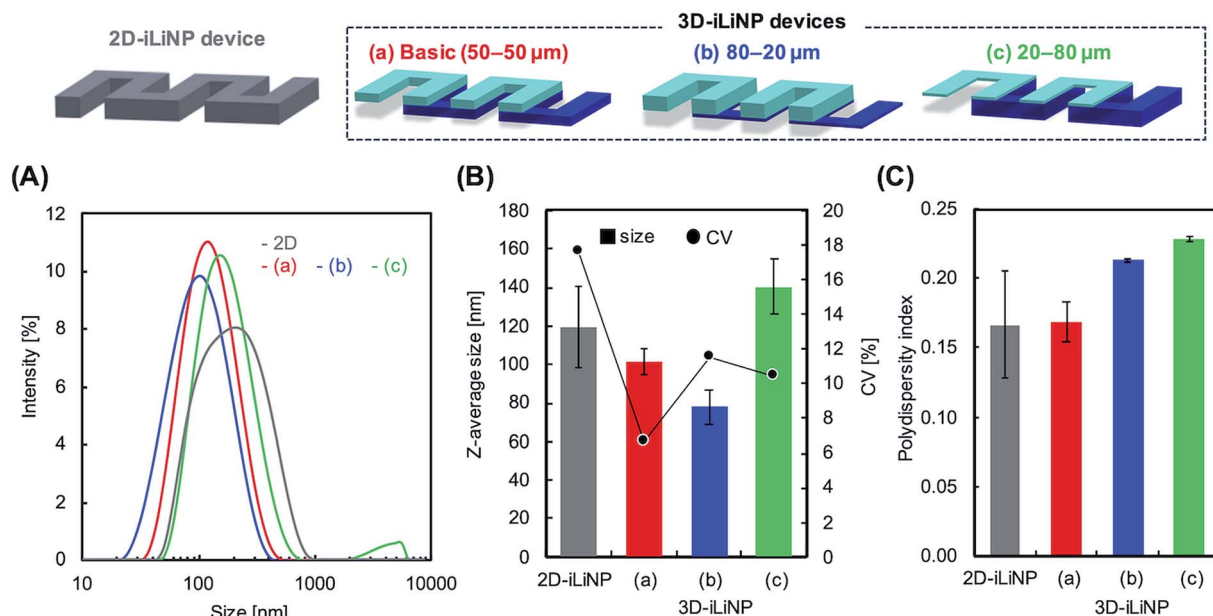 2D-iLiNP device
3D-iLiNP devices
(a) Basic (50–50 μm)
(b) 80–20 μm
(c) 20–80 μm
(A)
12
10
8
6
4
2
0
Intensity [%]
- 2D
- (a) - (b) - (c)
10 100 1000 10000
Size [nm]
(B)
180
160
140
120
100
80
60
40
20
0
Z-average size [nm]
size CV
20
18
16
14
12
10
8
6
4
2
0
CV [%]
2D-iLiNP (a) (b) (c)
3D-iLiNP
(C)
0.25
0.20
0.15
0.10
0.05
0.00
Polydispersity index
2D-iLiNP (a) (b) (c)
3D-iLiNP